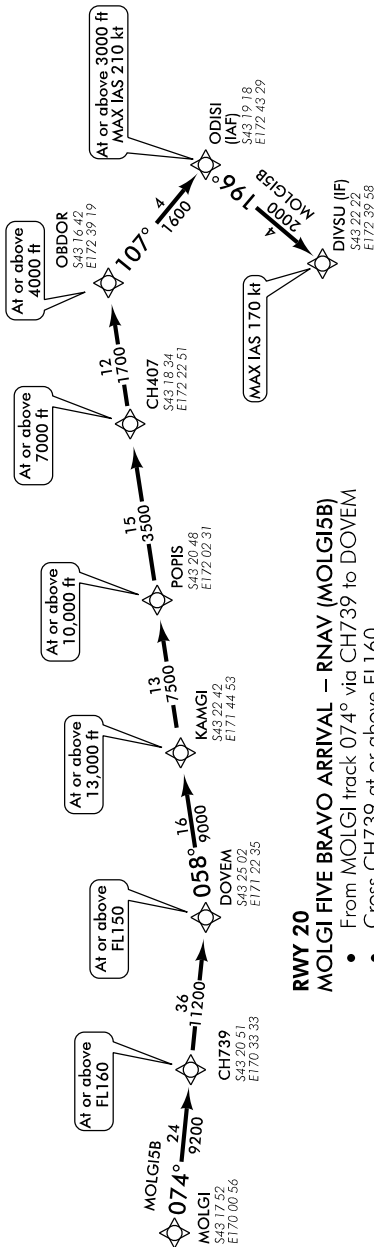 MOLGI5B
074°
24
9200
MOLGI
S43 17 52
E170 00 56
At or above
FL160
CH739
S43 20 51
E170 33 33
36
11200
At or above
FL150
DOVEM
S43 25 02
E171 22 35
058°
16
9000
At or above
13,000 ft
KAMGI
S43 22 42
E171 44 53
13
7500
At or above
10,000 ft
POPIS
S43 20 48
E172 02 31
15
3500
At or above
7000 ft
CH407
S43 18 34
E172 22 51
12
1700
At or above
4000 ft
OBDOR
S43 16 42
E172 39 19
107°
4
1600
At or above 3000 ft
MAX IAS 210 kt
ODISI
(IAF)
S43 19 18
E172 43 29
196°
4
2000
MOLGI5B
MAX IAS 170 kt
DIVSU (IF)
S43 22 22
E172 39 58
RWY 20
MOLGI FIVE BRAVO ARRIVAL – RNAV (MOLGI5B)
• From MOLGI track 074° via CH739 to DOVEM
• Cross CH739 at or above FL160